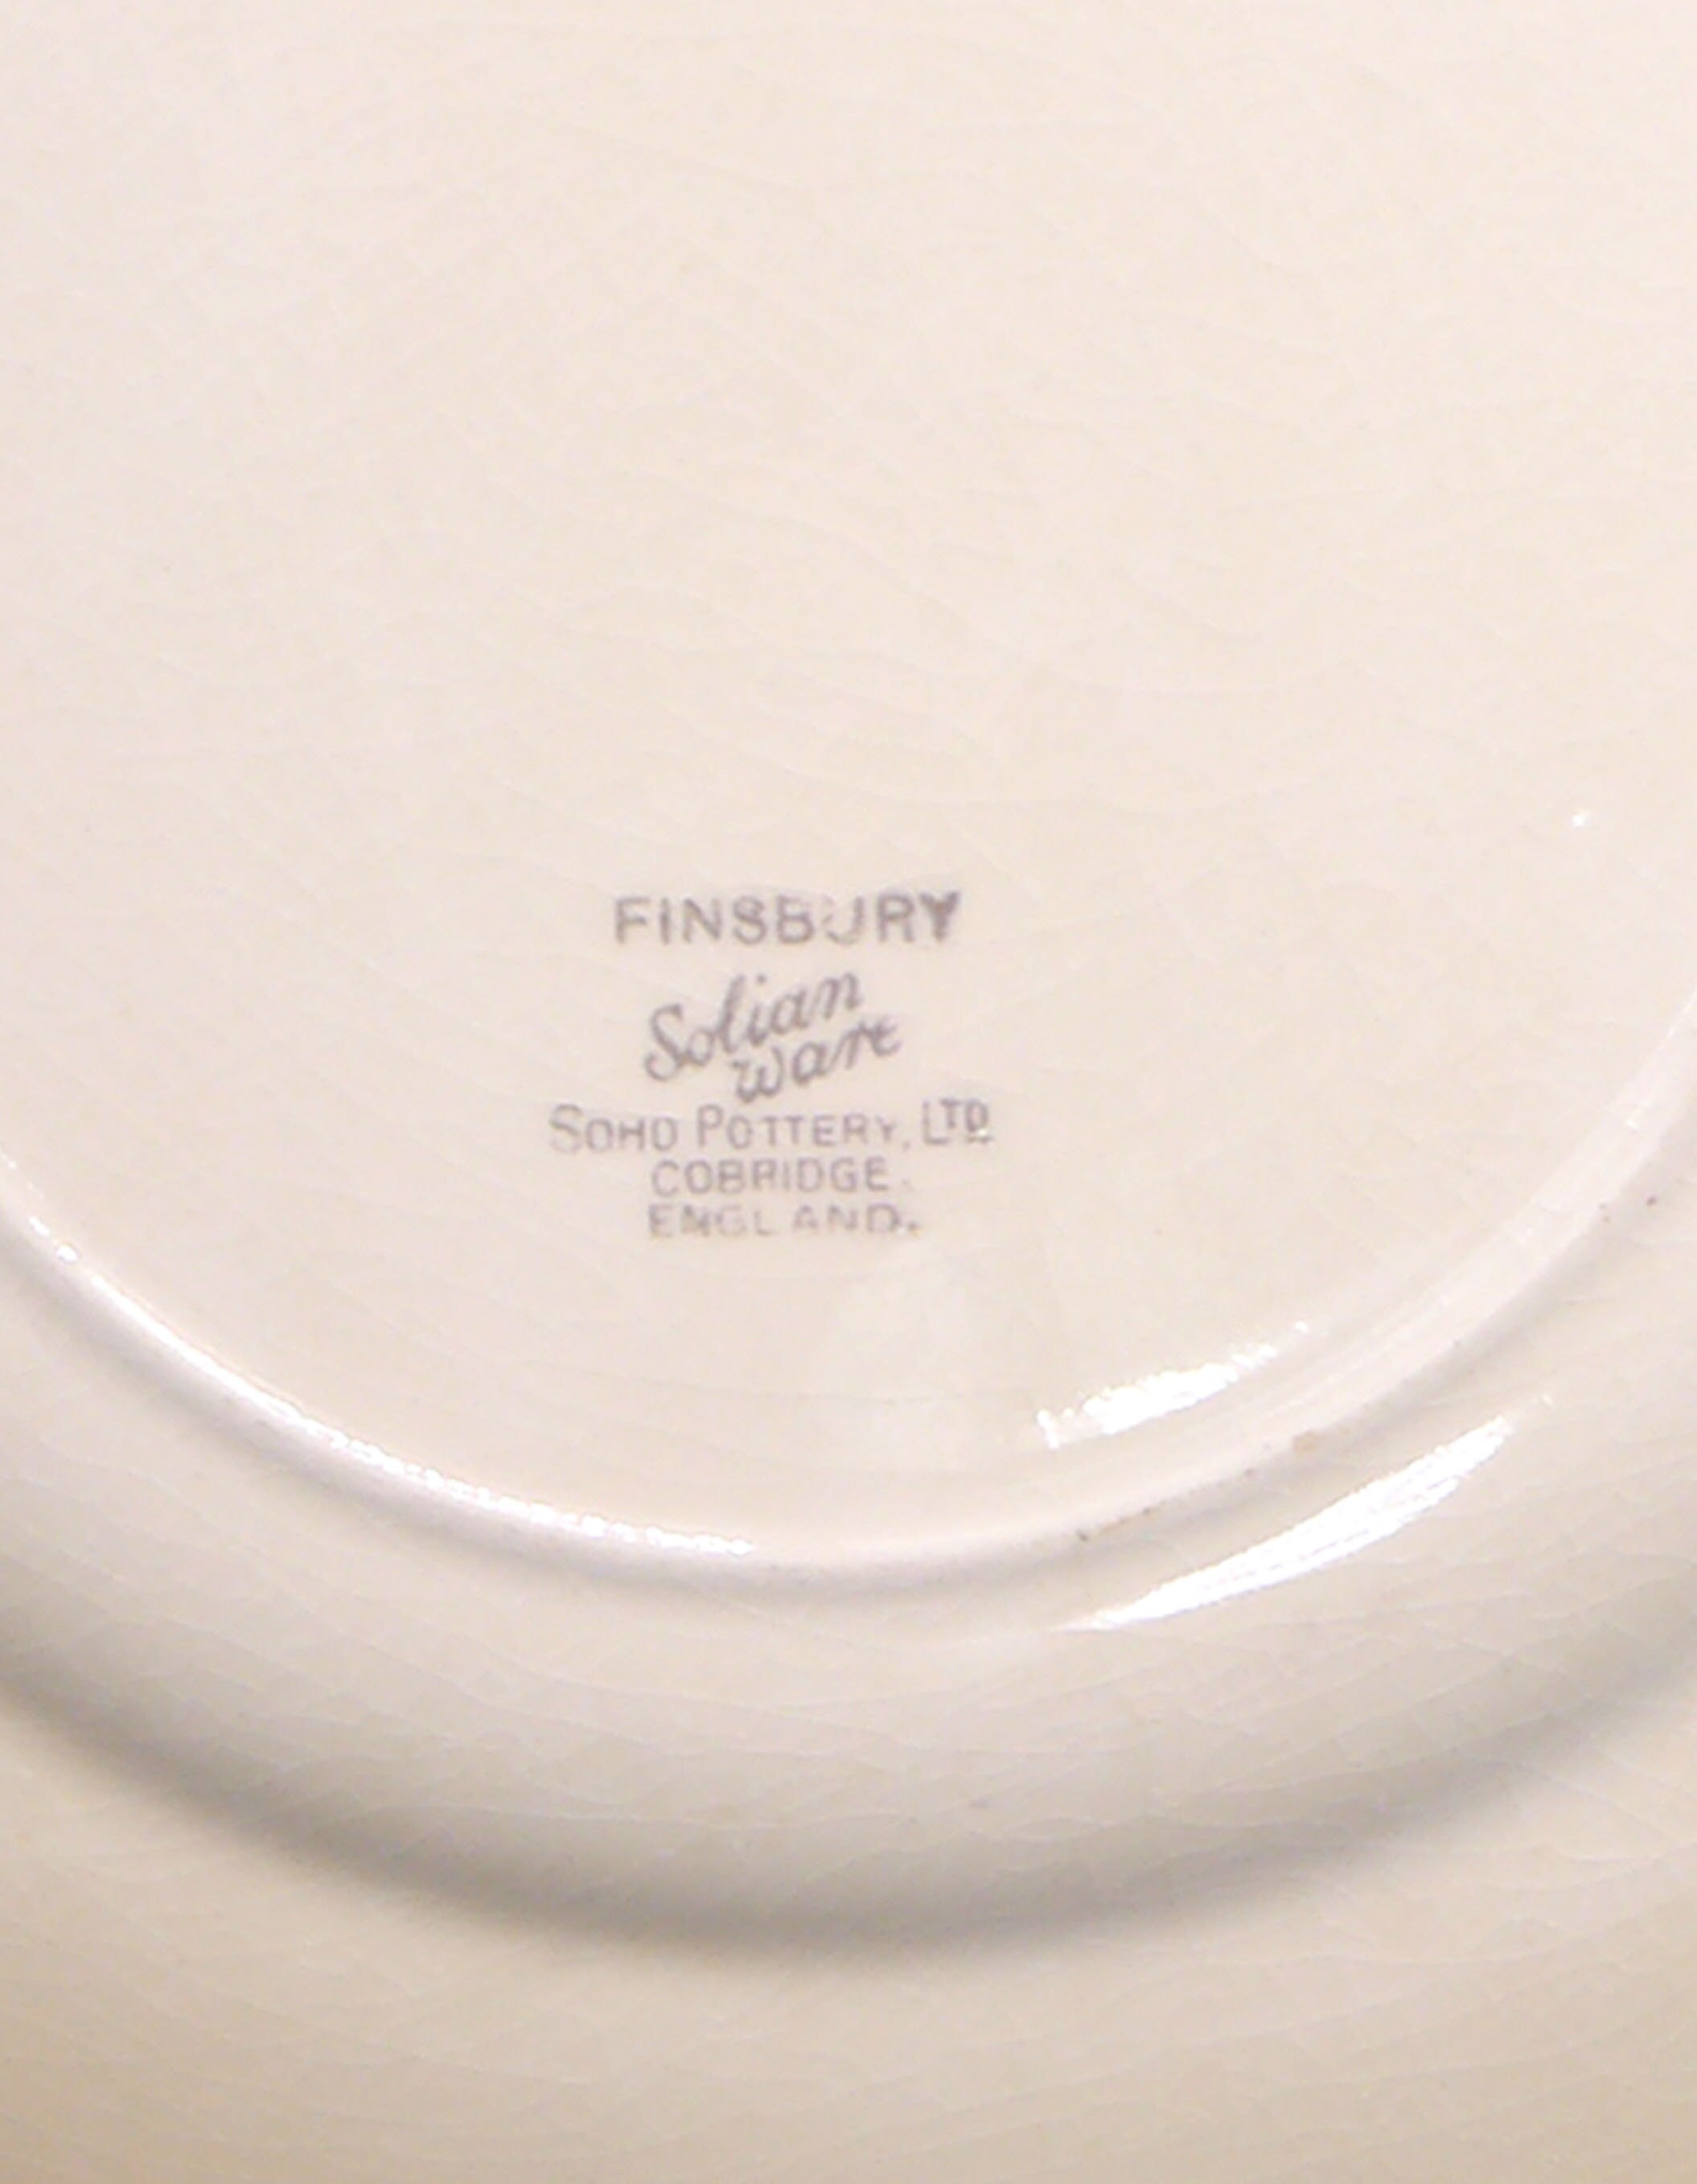 FINSBURY
Solian
ware
SOHO POTTERY, LTD
COBRIDGE.
ENGLAND.